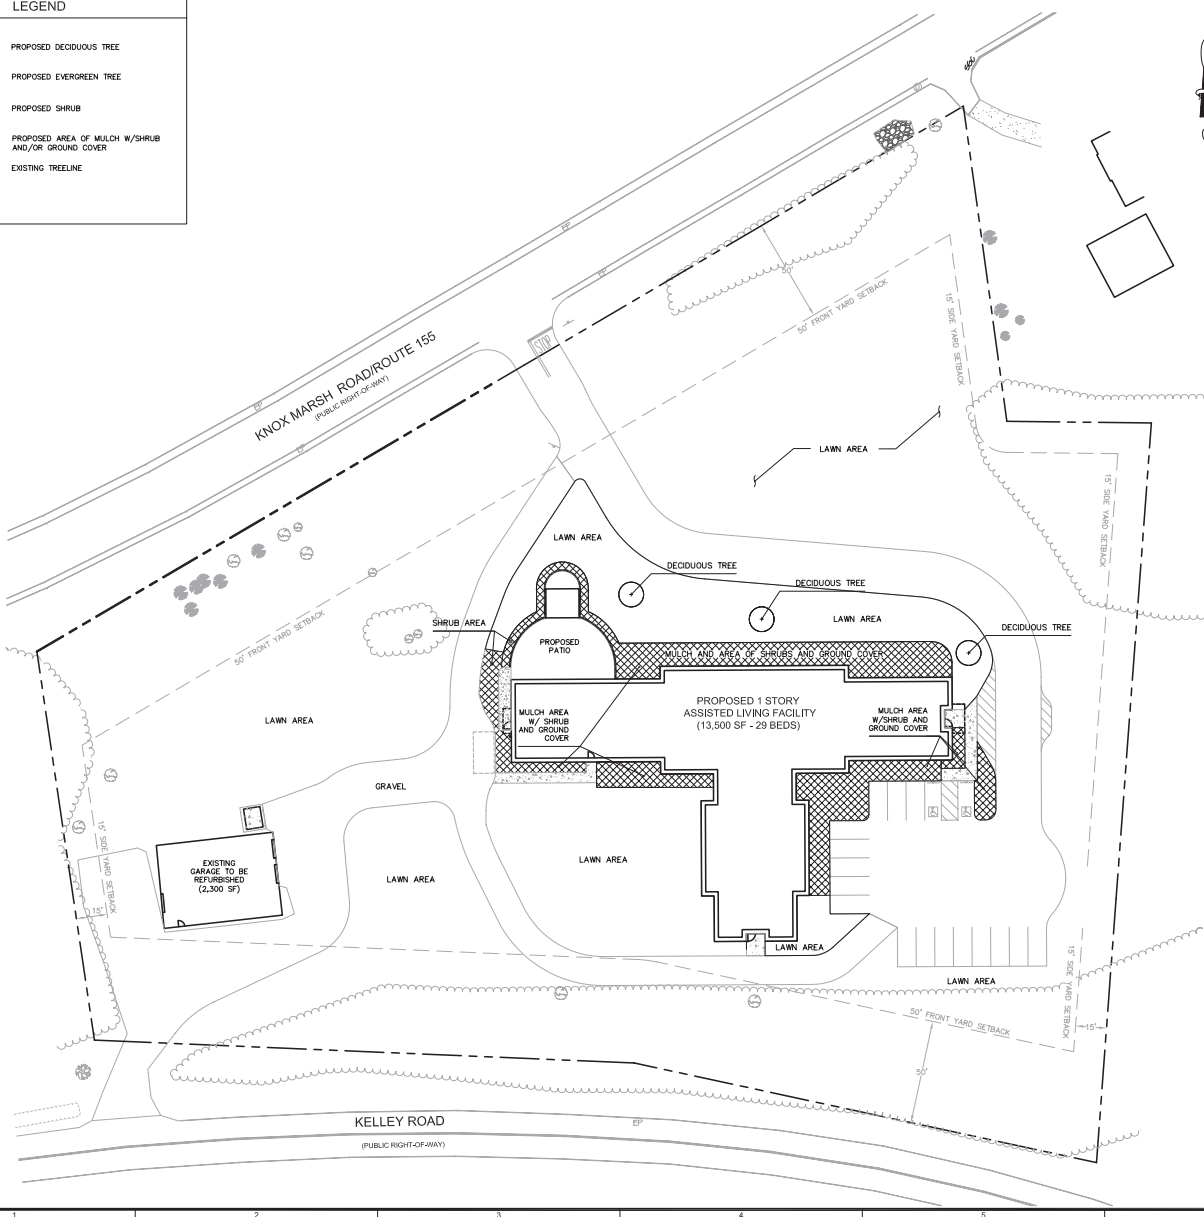 LEGEND
PROPOSED DECIDUOUS TREE
PROPOSED EVERGREEN TREE
PROPOSED SHRUB
PROPOSED AREA OF MULCH W/SHRUB
AND/OR GROUND COVER
EXISTING TREELINE
EP
EP
EP
EP
KNOX MARSH ROAD/ROUTE 155
(PUBLIC RIGHT-OF-WAY)
STOP
50'
50' FRONT YARD SETBACK
15' SIDE YARD SETBACK
LAWN AREA
15' SIDE YARD SETBACK
LAWN AREA
DECIDUOUS TREE
DECIDUOUS TREE
LAWN AREA
DECIDUOUS TREE
SHRUB AREA
50' FRONT YARD SETBACK
PROPOSED
PATIO
MULCH AND AREA OF SHRUBS AND GROUND COVER
LAWN AREA
MULCH AREA
W/ SHRUB
AND GROUND
COVER
PROPOSED 1 STORY
ASSISTED LIVING FACILITY
(13,500 SF - 29 BEDS)
MULCH AREA
W/SHRUB AND
GROUND COVER
GRAVEL
15' SIDE YARD SETBACK
EXISTING
GARAGE TO BE
REFURBISHED
(2,300 SF)
LAWN AREA
LAWN AREA
15'
LAWN AREA
LAWN AREA
15' SIDE YARD SETBACK
50' FRONT YARD SETBACK
15'
50'
KELLEY ROAD
EP
(PUBLIC RIGHT-OF-WAY)
1
2
3
4
5